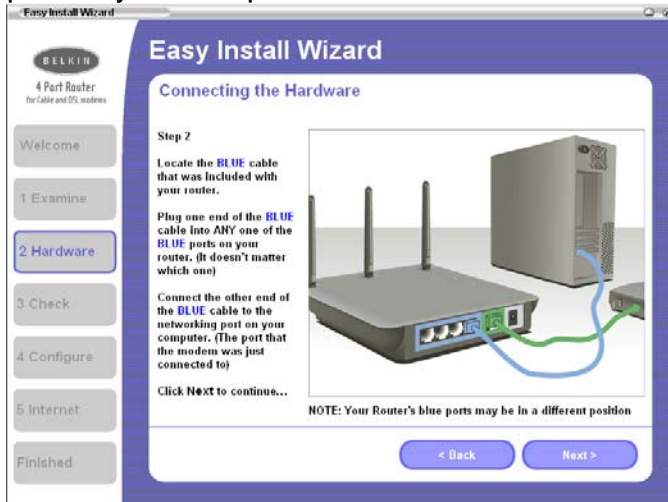 Easy Install Wizard
BELKIN
4 Port Router
for Cable and DSL modems
Welcome
1 Examine
2 Hardware
3 Check
4 Configure
5 Internet
Finished
Easy Install Wizard
Connecting the Hardware
Step 2
Locate the BLUE cable
that was included with
your router.
Plug one end of the BLUE
cable into ANY one of the
BLUE ports on your
router. (It doesn't matter
which one)
Connect the other end of
the BLUE cable to the
networking port on your
computer. (The port that
the modem was just
connected to)
Click Next to continue...
NOTE: Your Router's blue ports may be in a different position
< Back
Next >